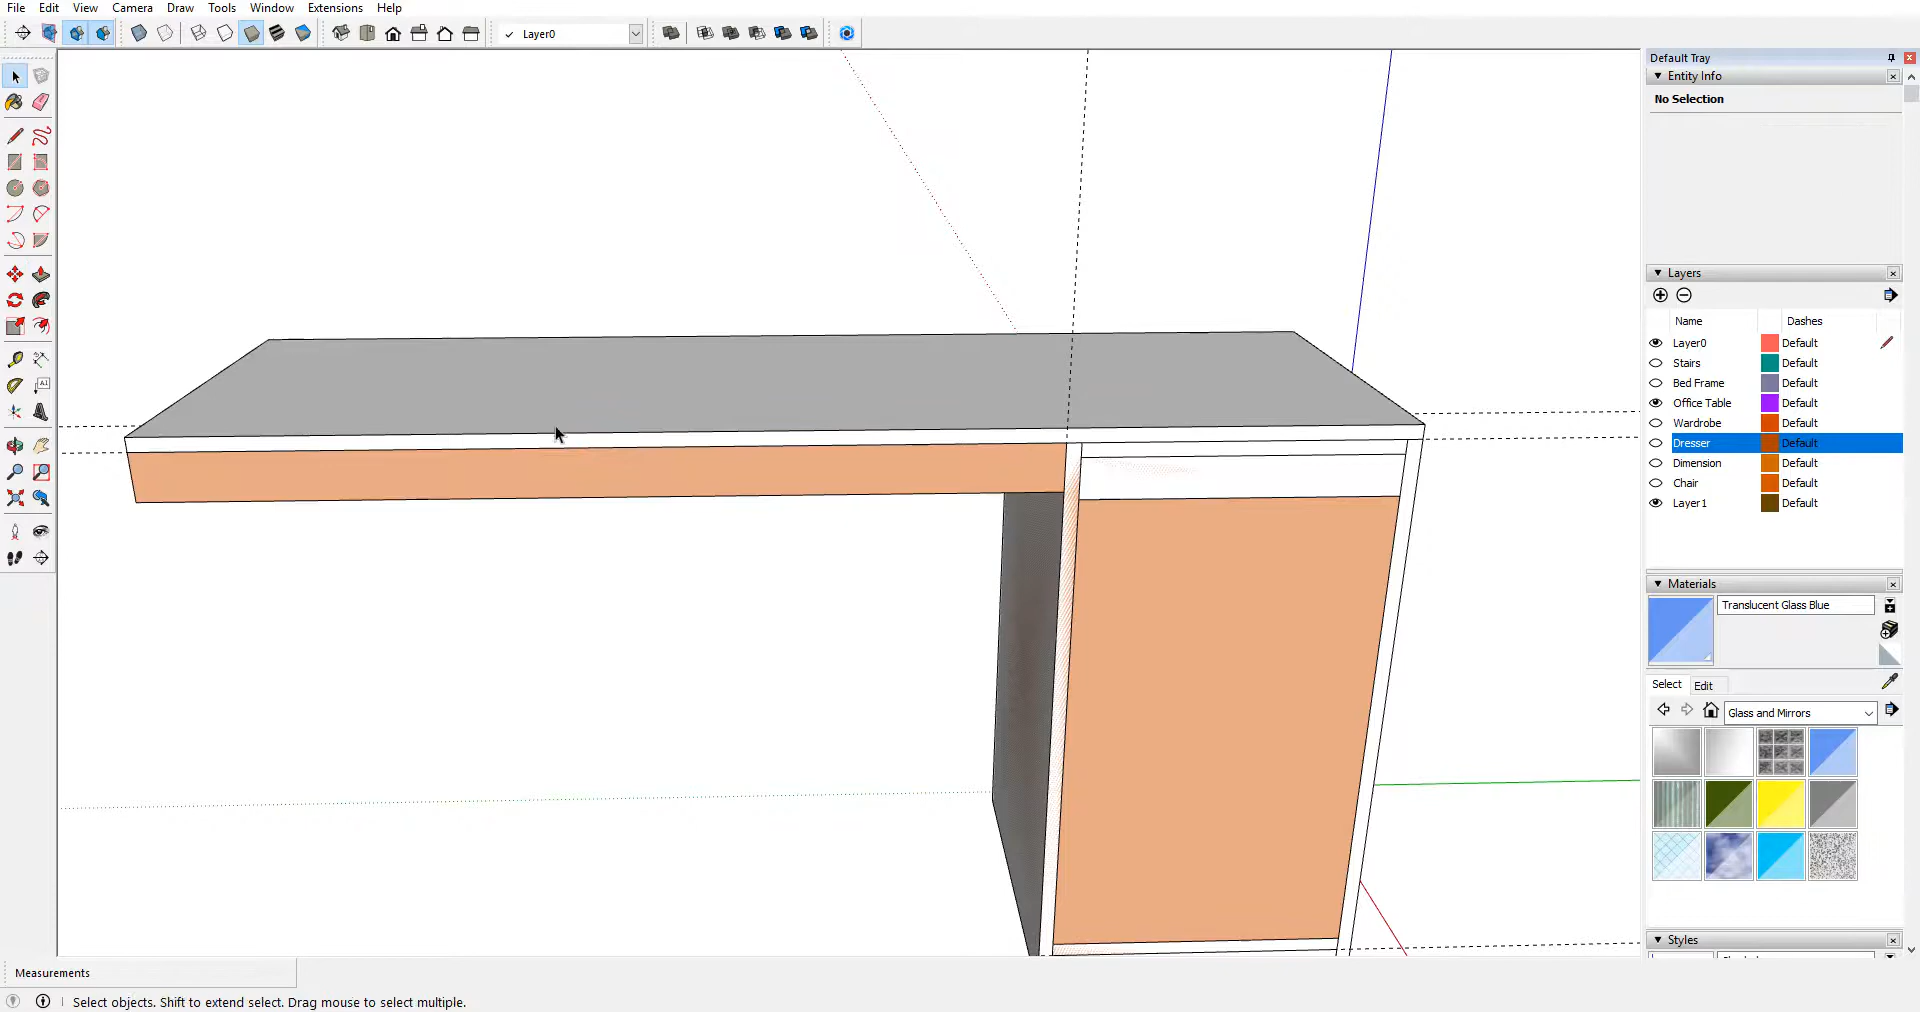 File Edit View Camera Draw Tools Window Extensions Help
✓ Layer0
Default Tray
Entity Info
No Selection
Layers
Name Dashes
Layer0 Default
Stairs Default
Bed Frame Default
Office Table Default
Wardrobe Default
Dresser Default
Dimension Default
Chair Default
Layer1 Default
Materials
Translucent Glass Blue
Select Edit
Glass and Mirrors
Styles
Measurements
Select objects. Shift to extend select. Drag mouse to select multiple.